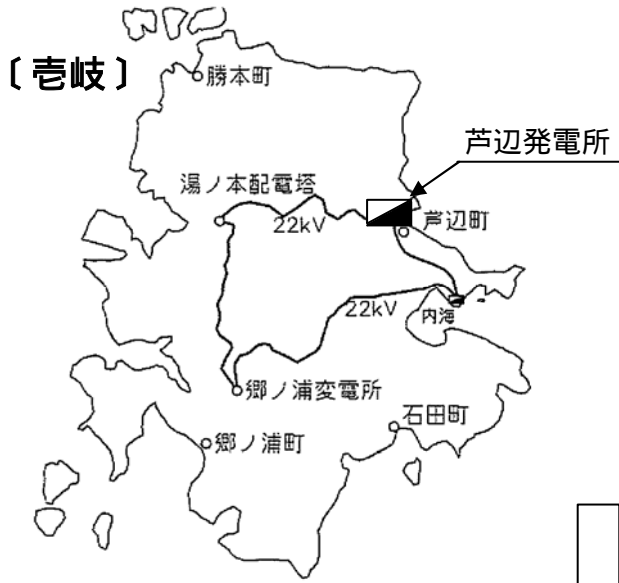 〔壱岐〕
勝本町
芦辺発電所
湯ノ本配電塔
22kV
芦辺町
22kV
内海
郷ノ浦変電所
石田町
郷ノ浦町